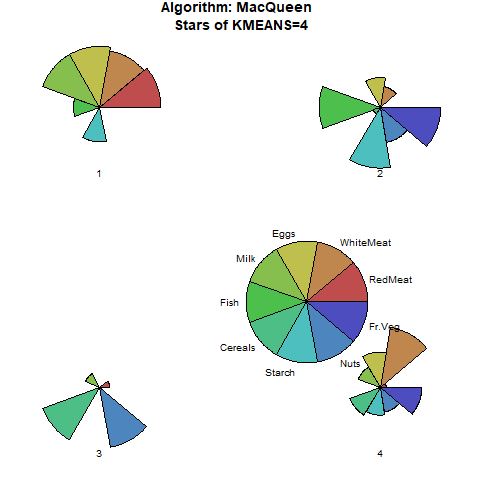 Algorithm: MacQueen
Stars of KMEANS=4
1
2
Eggs
WhiteMeat
Milk
RedMeat
Fish
Fr.Veg
Cereals
Nuts
Starch
3
4